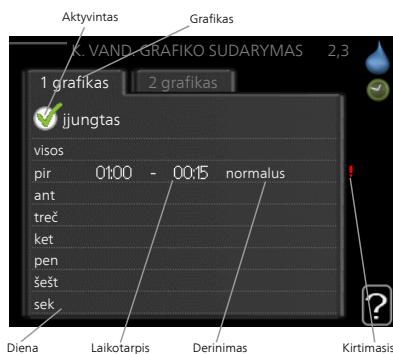 Aktyvintas
Grafikas
K. VAND. GRAFIKO SUDARYMAS 2,3
1 grafikas 2 grafikas
įjungtas
visos
pir 01:00 - 00:15 normalus !
ant
treč
ket
pen
šešt
sek
?
Diena Laikotarpis Derinimas Kirtimasis